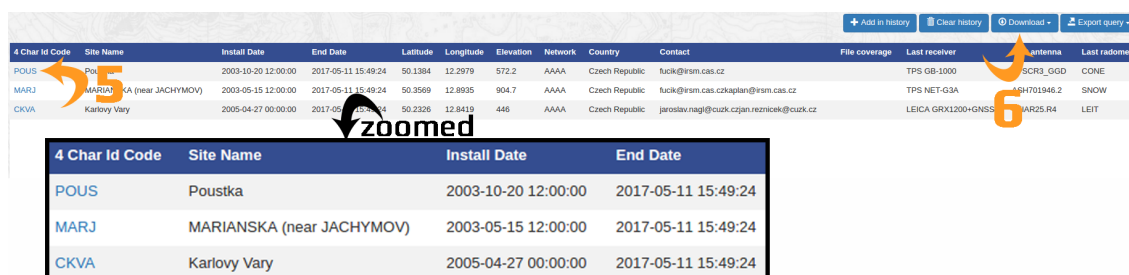 Add in history Clear history Download Export query
4 Char Id Code Site Name Install Date End Date Latitude Longitude Elevation Network Country Contact File coverage Last receiver antenna Last radome
POUS 2003-10-20 12:00:00 2017-05-11 15:49:24 50.1384 12.2979 572.2 AAAA Czech Republic fucik@irsm.cas.cz TPS GB-1000 CONE
MARJ (near JACHYMOV) 2003-05-15 12:00:00 2017-05-11 15:49:24 50.3569 12.8935 904.7 AAAA Czech Republic fucik@irsm.cas.czkaplan@irsm.cas.cz TPS NET-G3A ASH701946.2 SNOW
CKVA Karlovy Vary 2005-04-27 00:00:00 50.2326 12.8419 446 AAAA Czech Republic jaroslav.nagl@cuzk.czjan.reznicek@cuzk.cz LEICA GRX1200+GNSS LEIT
5
6
zoomed
4 Char Id Code Site Name Install Date End Date
POUS Poustka 2003-10-20 12:00:00 2017-05-11 15:49:24
MARJ MARIANSKA (near JACHYMOV) 2003-05-15 12:00:00 2017-05-11 15:49:24
CKVA Karlovy Vary 2005-04-27 00:00:00 2017-05-11 15:49:24